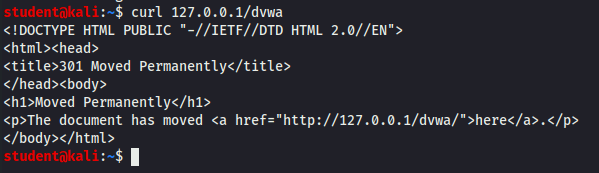 student@kali:~$ curl 127.0.0.1/dvwa
<!DOCTYPE HTML PUBLIC "-//IETF//DTD HTML 2.0//EN">
<html><head>
<title>301 Moved Permanently</title>
</head><body>
<h1>Moved Permanently</h1>
<p>The document has moved <a href="http://127.0.0.1/dvwa/">here</a>.</p>
</body></html>
student@kali:~$